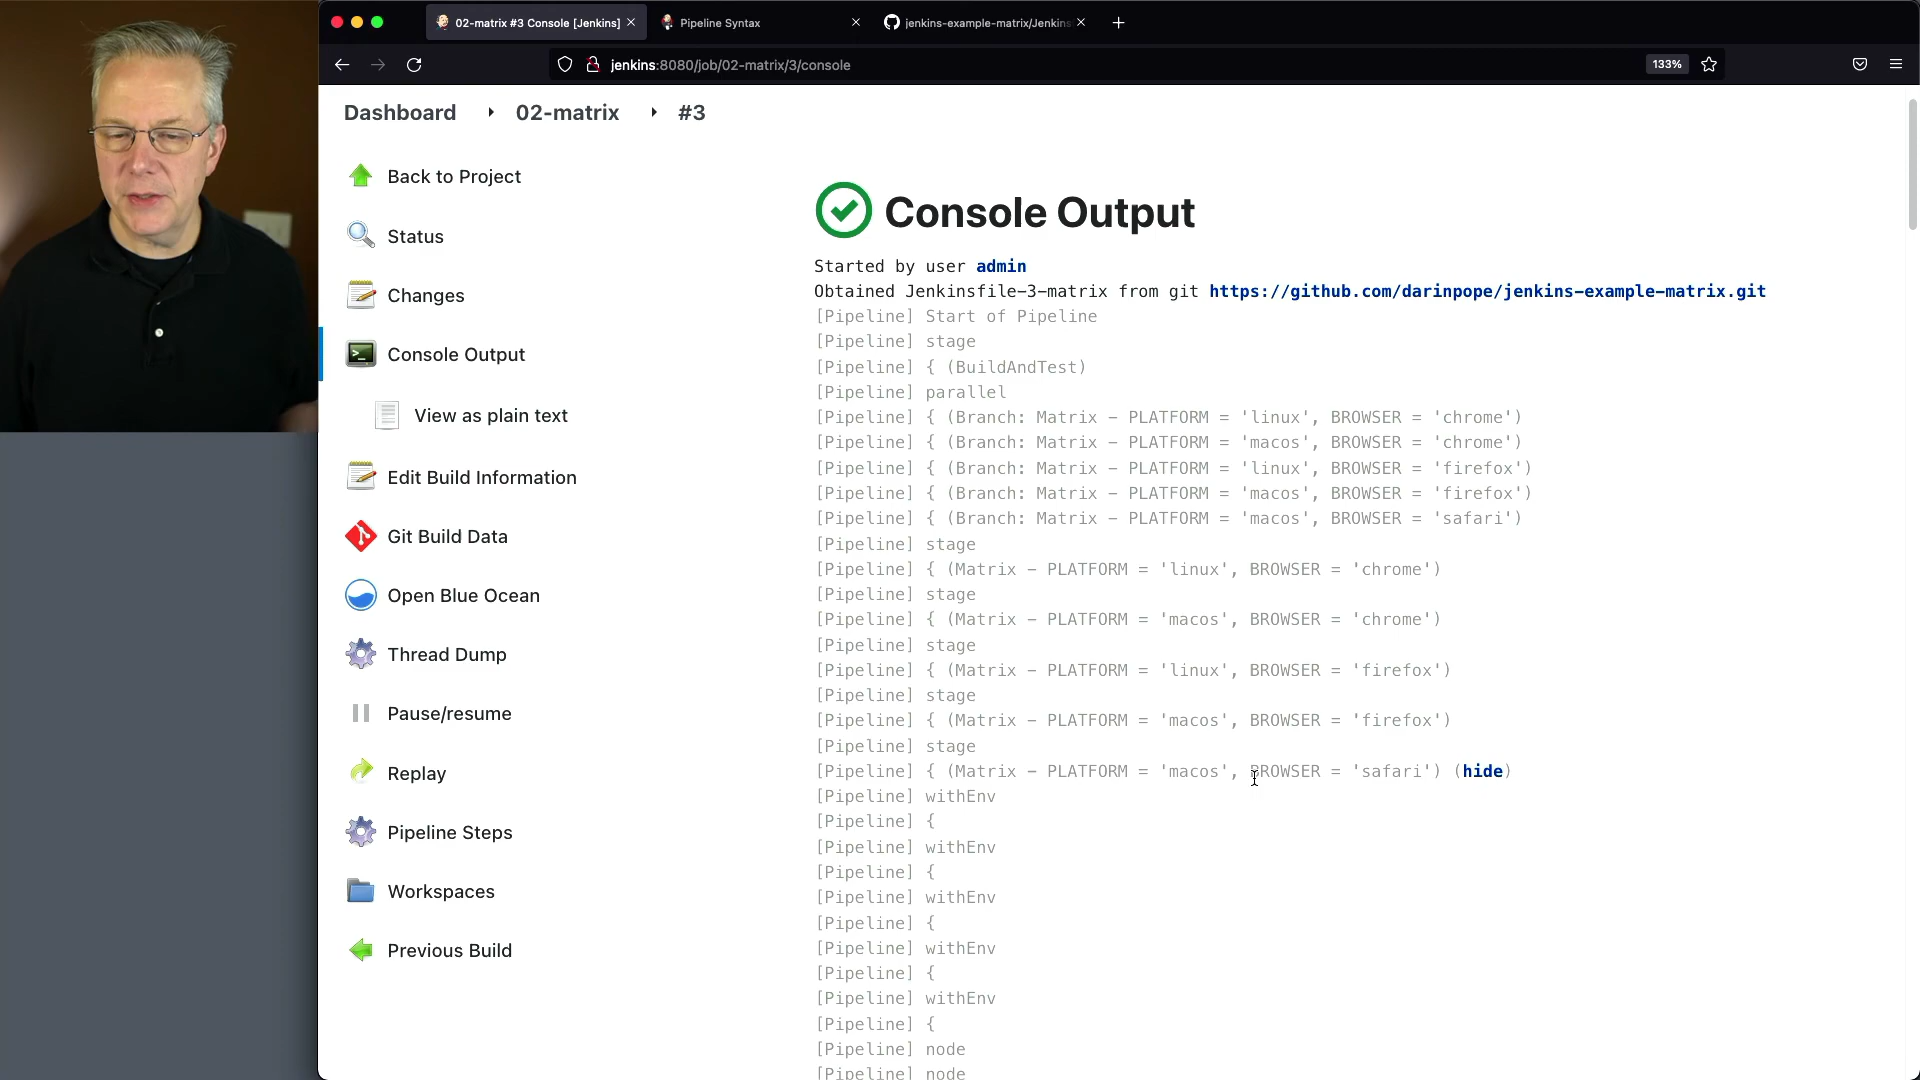 02-matrix #3 Console [Jenkins]
Pipeline Syntax
jenkins-example-matrix/Jenkins
jenkins:8080/job/02-matrix/3/console
133%
Dashboard
02-matrix
#3
Back to Project
Status
Changes
Console Output
View as plain text
Edit Build Information
Git Build Data
Open Blue Ocean
Thread Dump
Pause/resume
Replay
Pipeline Steps
Workspaces
Previous Build
Console Output
Started by user admin
Obtained Jenkinsfile-3-matrix from git https://github.com/darinpope/jenkins-example-matrix.git
[Pipeline] Start of Pipeline
[Pipeline] stage
[Pipeline] { (BuildAndTest)
[Pipeline] parallel
[Pipeline] { (Branch: Matrix - PLATFORM = 'linux', BROWSER = 'chrome')
[Pipeline] { (Branch: Matrix - PLATFORM = 'macos', BROWSER = 'chrome')
[Pipeline] { (Branch: Matrix - PLATFORM = 'linux', BROWSER = 'firefox')
[Pipeline] { (Branch: Matrix - PLATFORM = 'macos', BROWSER = 'firefox')
[Pipeline] { (Branch: Matrix - PLATFORM = 'macos', BROWSER = 'safari')
[Pipeline] stage
[Pipeline] { (Matrix - PLATFORM = 'linux', BROWSER = 'chrome')
[Pipeline] stage
[Pipeline] { (Matrix - PLATFORM = 'macos', BROWSER = 'chrome')
[Pipeline] stage
[Pipeline] { (Matrix - PLATFORM = 'linux', BROWSER = 'firefox')
[Pipeline] stage
[Pipeline] { (Matrix - PLATFORM = 'macos', BROWSER = 'firefox')
[Pipeline] stage
[Pipeline] { (Matrix - PLATFORM = 'macos', BROWSER = 'safari') (hide)
[Pipeline] withEnv
[Pipeline] {
[Pipeline] withEnv
[Pipeline] {
[Pipeline] withEnv
[Pipeline] {
[Pipeline] withEnv
[Pipeline] {
[Pipeline] withEnv
[Pipeline] {
[Pipeline] node
[Pipeline] node